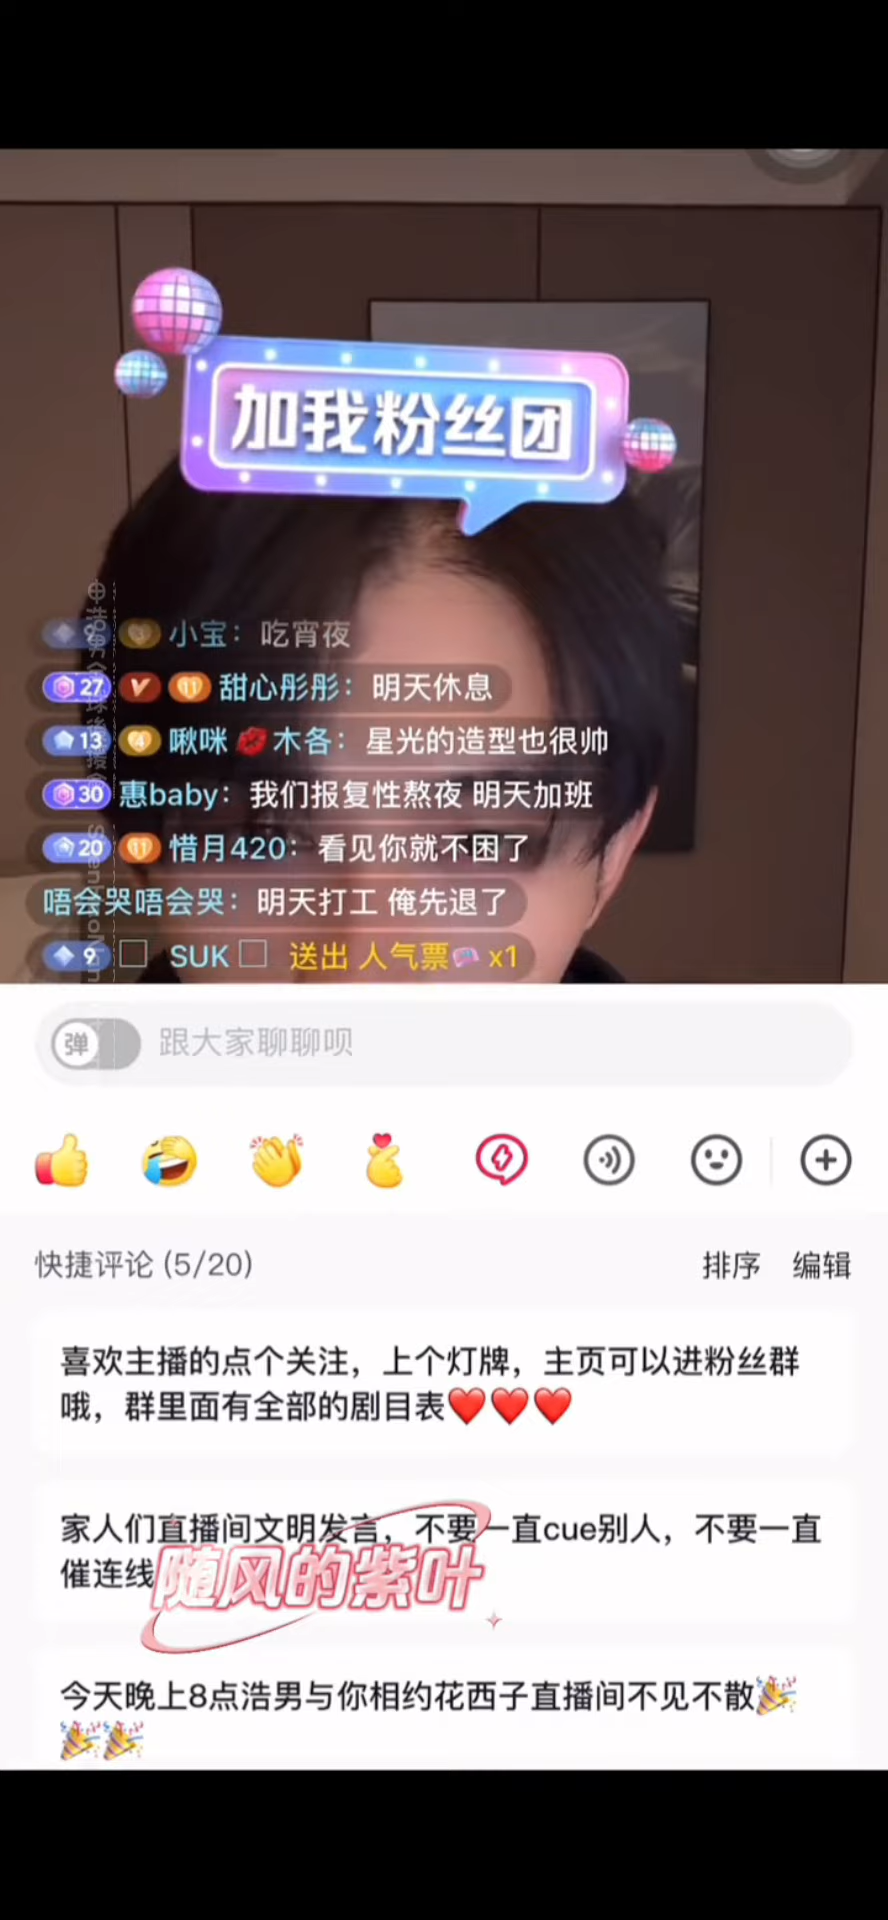 加我粉丝团
9 小宝：吃宵夜
27 11 甜心彤彤：明天休息
13 4 啾咪💋木各：星光的造型也很帅
30 惠baby：我们报复性熬夜 明天加班
20 11 惜月420：看见你就不困了
唔会哭唔会哭：明天打工 俺先退了
9 SUK 送出 人气票 x1
弹 跟大家聊聊呗
快捷评论 (5/20) 排序 编辑
喜欢主播的点个关注，上个灯牌，主页可以进粉丝群
哦，群里面有全部的剧目表❤️❤️❤️
家人们直播间文明发言，不要一直cue别人，不要一直
催连线
随风的紫叶
今天晚上8点浩男与你相约花西子直播间不见不散🎉
🎉🎉